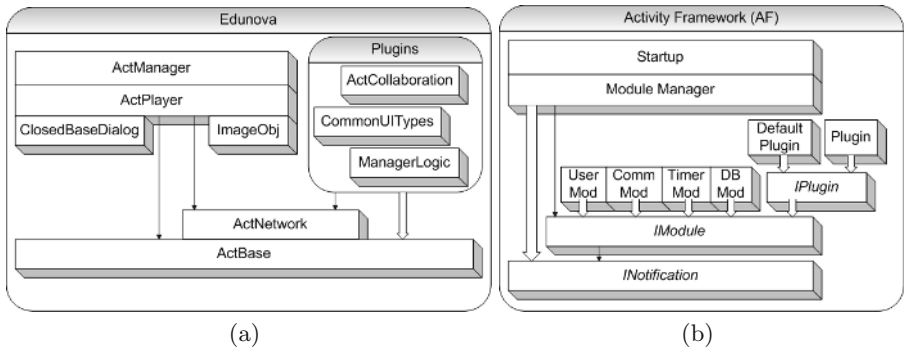 Edunova
Plugins
ActManager
ActPlayer
ClosedBaseDialog
ImageObj
ActCollaboration
CommonUITypes
ManagerLogic
ActNetwork
ActBase
(a)
Activity Framework (AF)
Startup
Module Manager
Default
Plugin
Plugin
User
Mod
Comm
Mod
Timer
Mod
DB
Mod
IPlugin
IModule
INotification
(b)